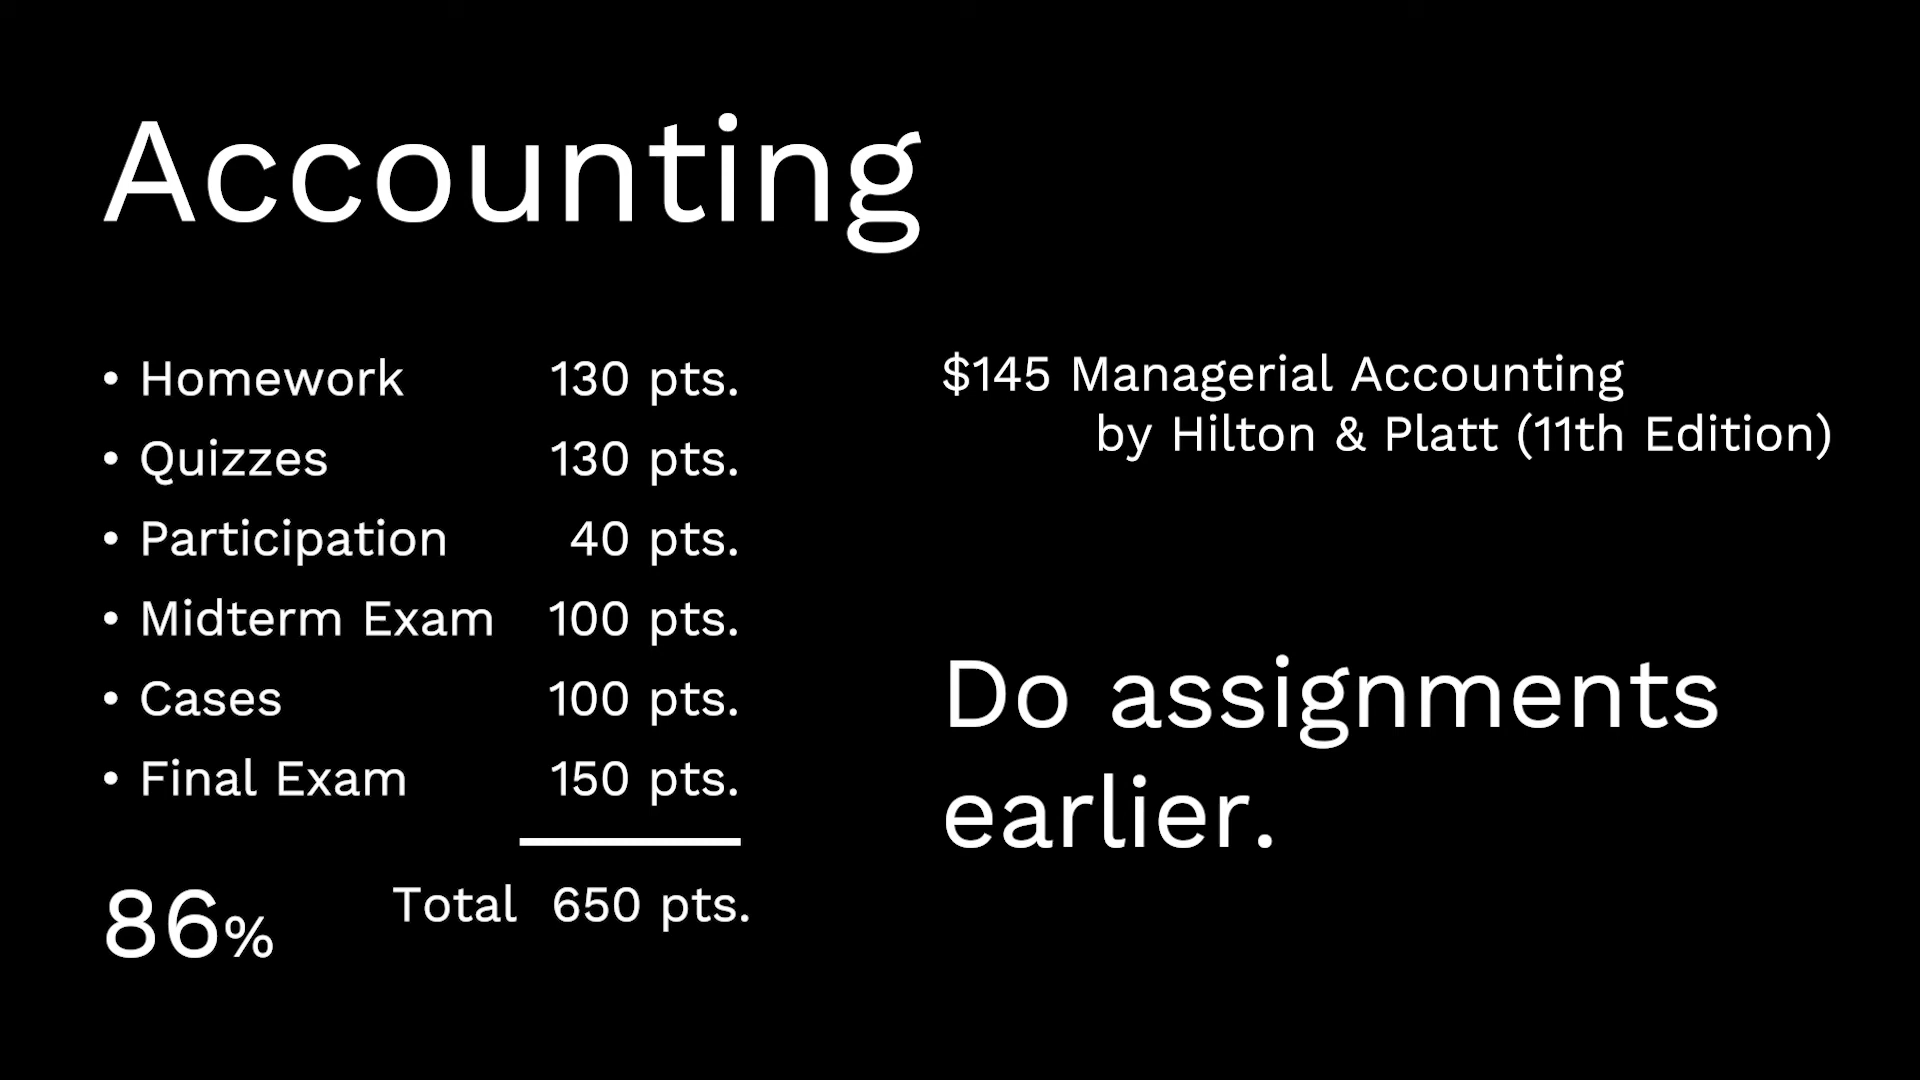 Accounting
• Homework 130 pts.
• Quizzes 130 pts.
• Participation 40 pts.
• Midterm Exam 100 pts.
• Cases 100 pts.
• Final Exam 150 pts.
Total 650 pts.
86%
$145 Managerial Accounting
by Hilton & Platt (11th Edition)
Do assignments
earlier.